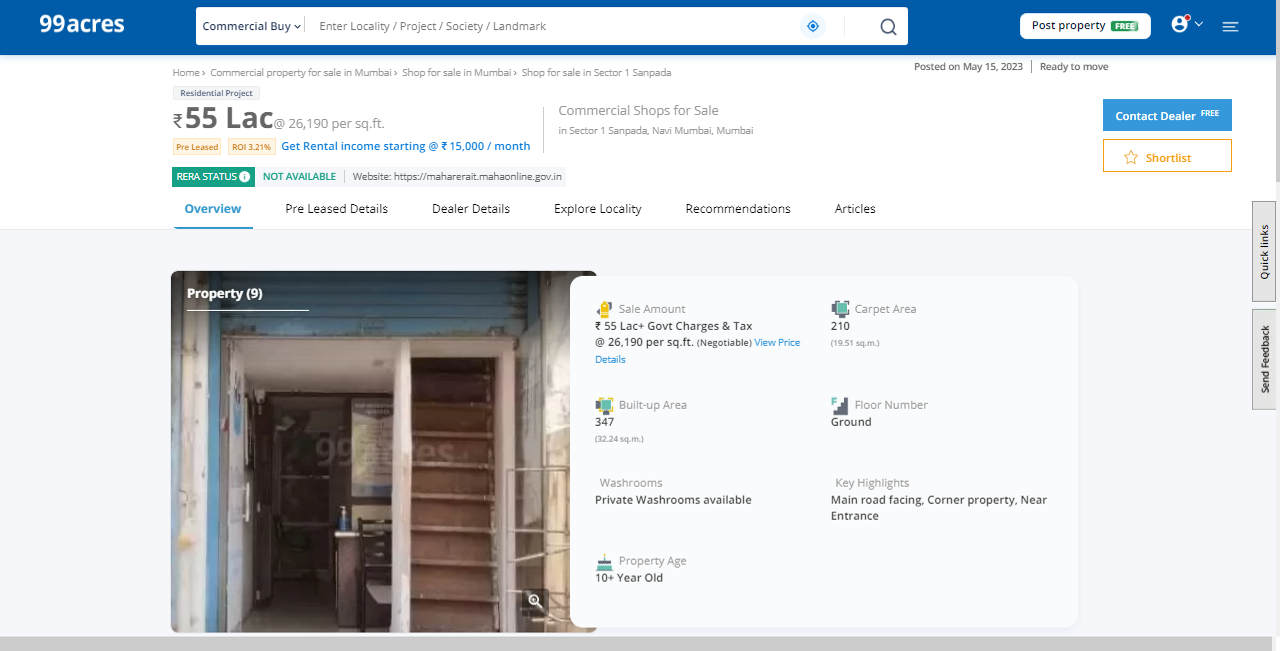 99acres
Commercial Buy
Enter Locality / Project / Society / Landmark
Post property FREE
Home › Commercial property for sale in Mumbai › Shop for sale in Mumbai › Shop for sale in Sector 1 Sanpada
Posted on May 15, 2023 Ready to move
Residential Project
₹ 55 Lac @ 26,190 per sq.ft.
Commercial Shops for Sale
in Sector 1 Sanpada, Navi Mumbai, Mumbai
Pre Leased ROI 3.21% Get Rental income starting @ ₹ 15,000 / month
Contact Dealer FREE
Shortlist
RERA STATUS NOT AVAILABLE Website: https://maharerait.mahaonline.gov.in
Overview Pre Leased Details Dealer Details Explore Locality Recommendations Articles
Quick links
Send Feedback
Property (9)
99acres
Sale Amount
₹ 55 Lac+ Govt Charges & Tax
@ 26,190 per sq.ft. (Negotiable) View Price
Details
Carpet Area
210
(19.51 sq.m.)
Built-up Area
347
(32.24 sq.m.)
Floor Number
Ground
Washrooms
Private Washrooms available
Key Highlights
Main road facing, Corner property, Near
Entrance
Property Age
10+ Year Old